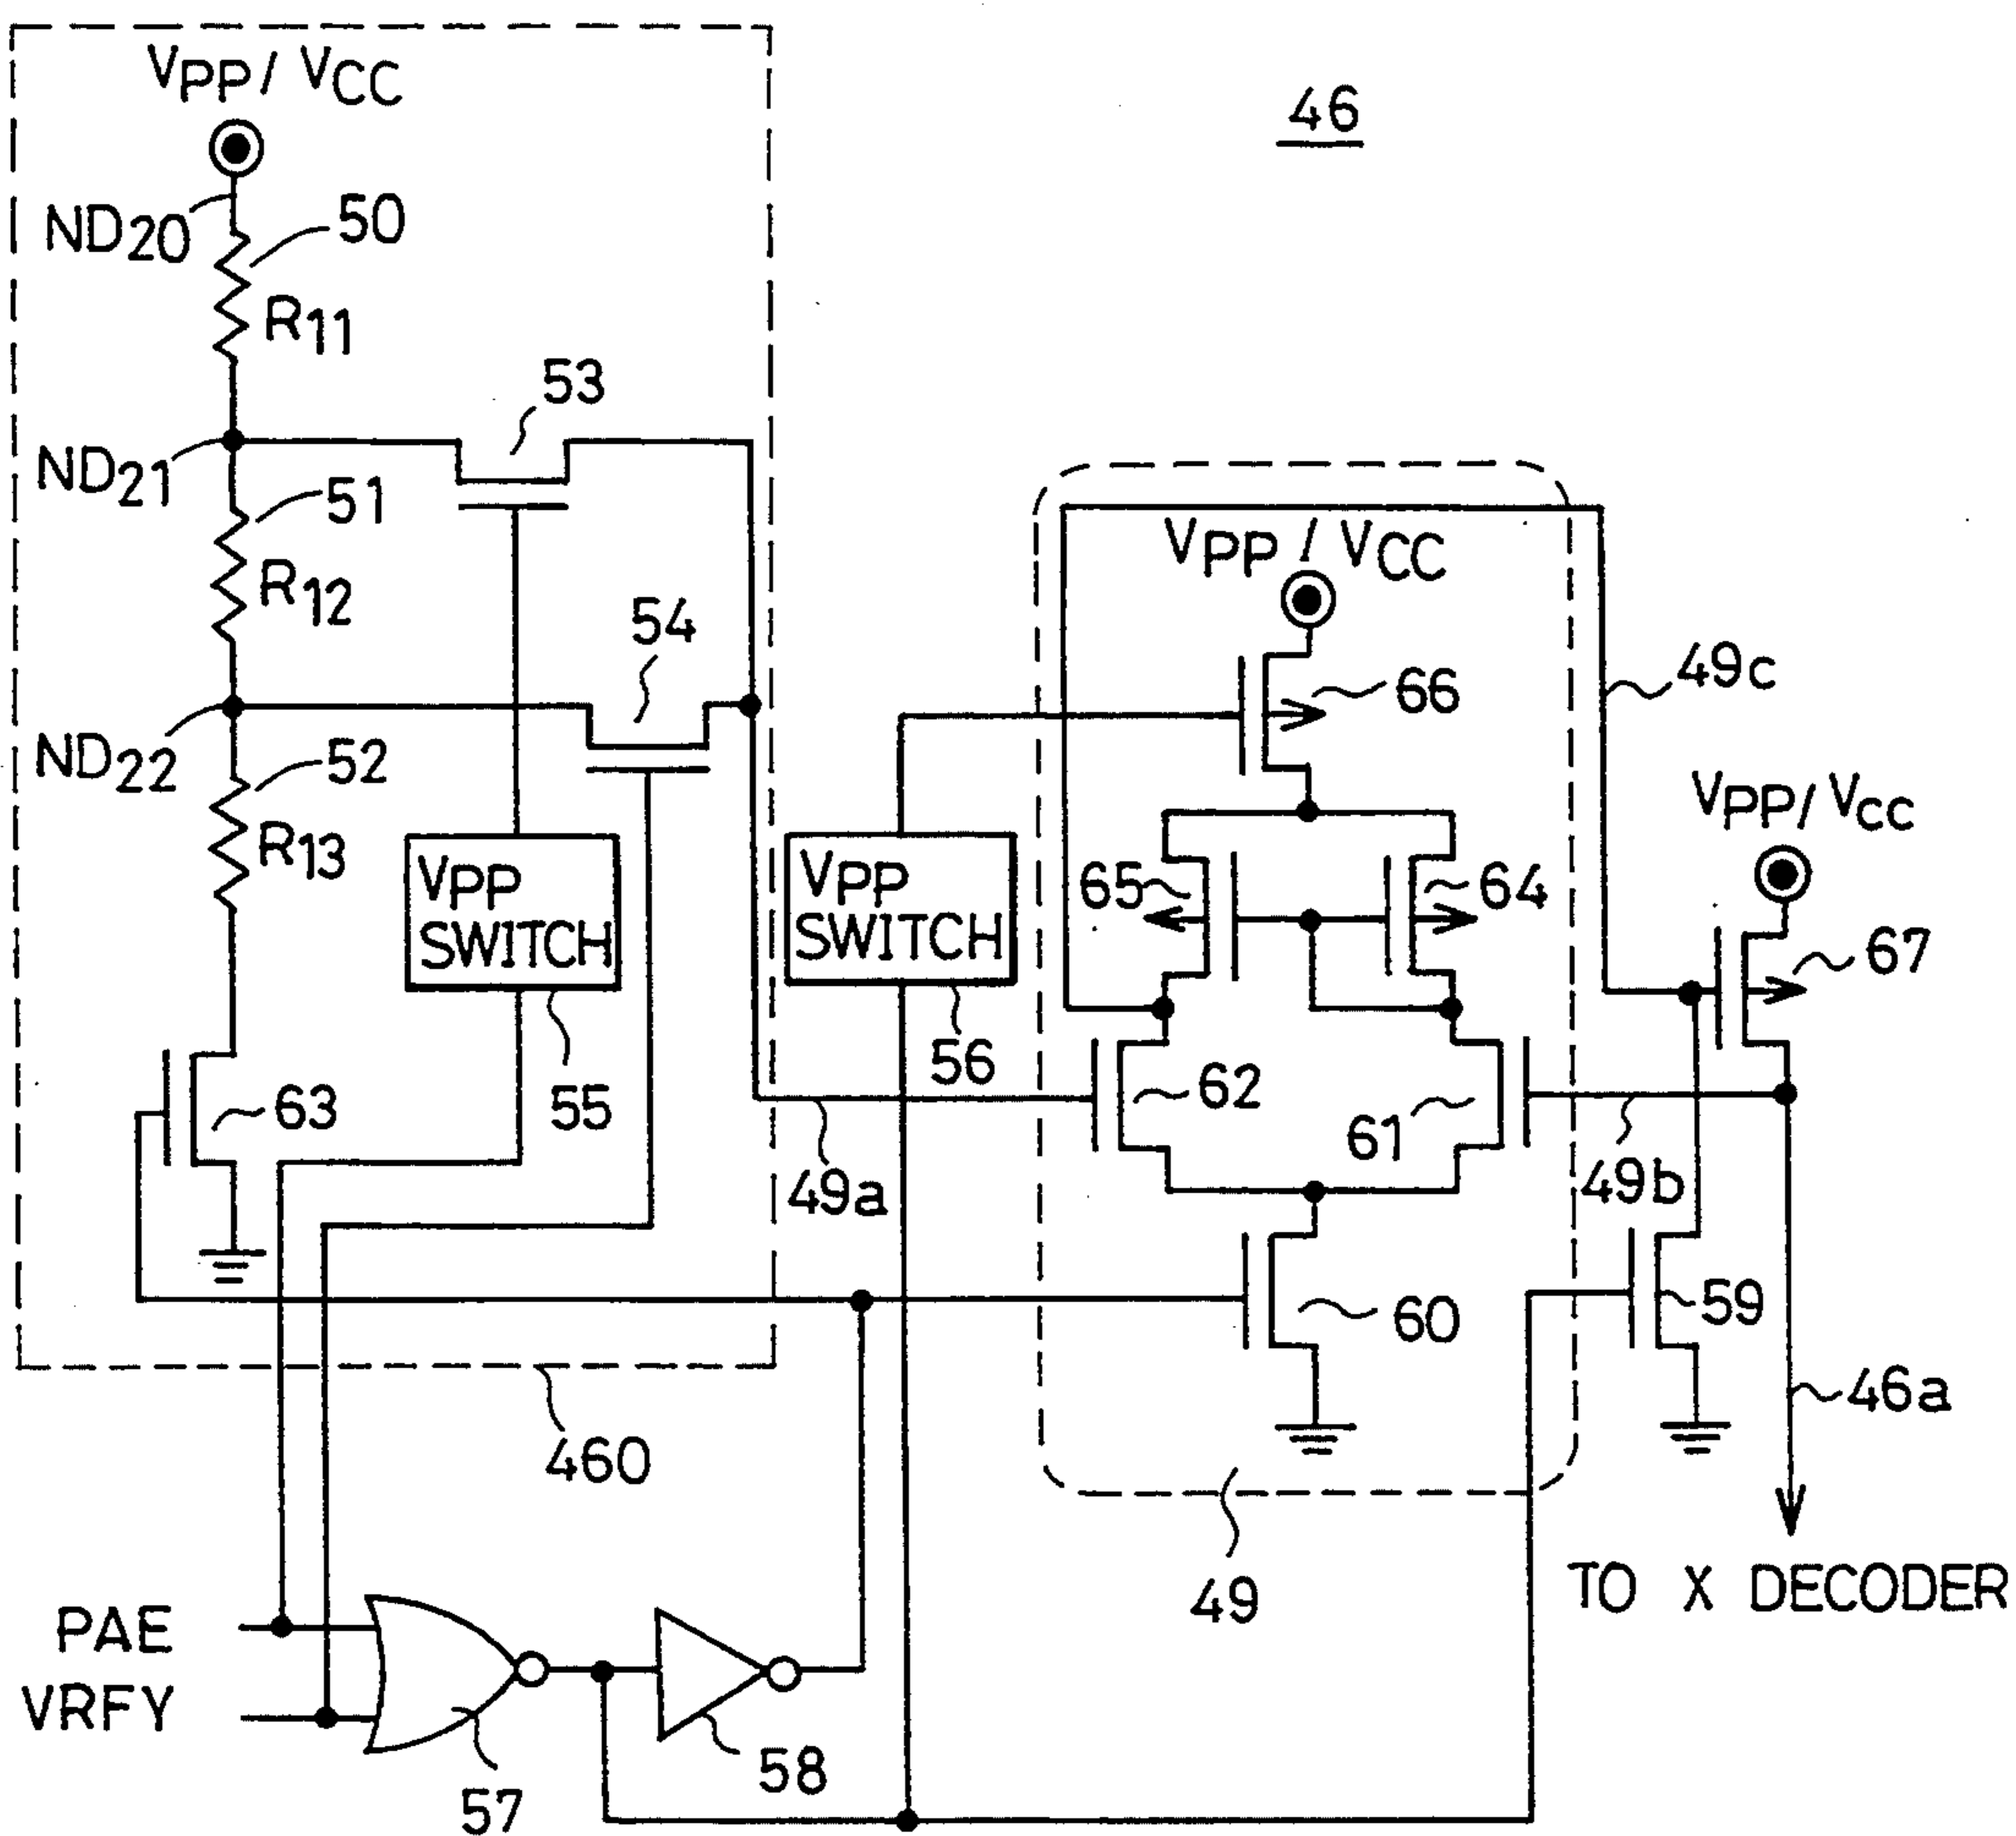 VPP / VCC
46
ND20
50
R11
53
ND21
51
R12
54
VPP / VCC
66
49c
ND22
52
R13
VPP SWITCH
VPP SWITCH
VPP / VCC
65
64
67
56
63
55
62
61
49a
49b
60
59
46a
460
49
TO X DECODER
PAE
VRFY
57
58